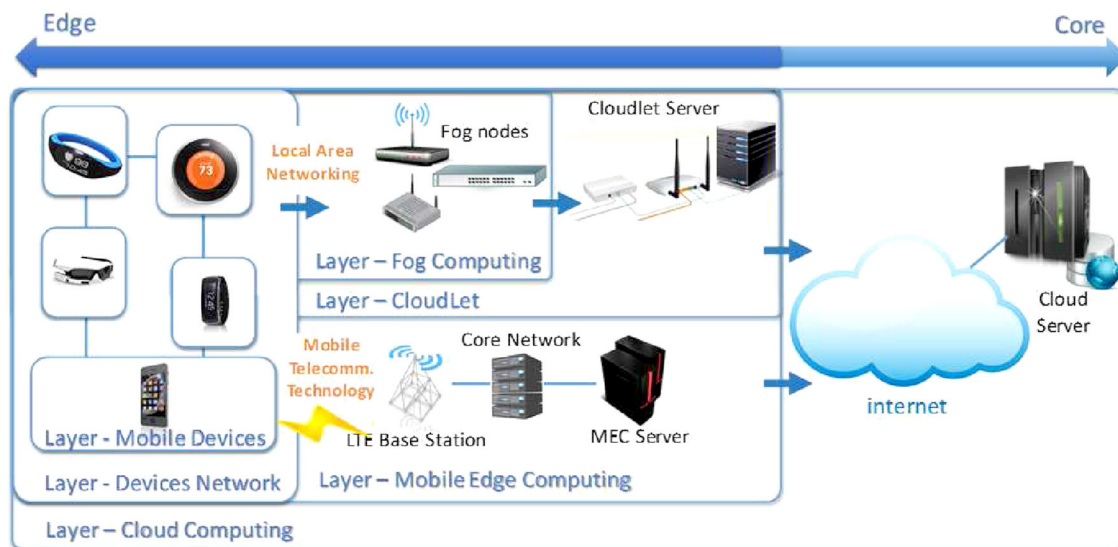 Edge
Core
Cloudlet Server
Fog nodes
Local Area
Networking
73
Layer – Fog Computing
Layer – CloudLet
Mobile
Telecomm.
Technology
Core Network
LTE Base Station
MEC Server
Cloud
Server
internet
Layer - Mobile Devices
Layer - Devices Network
Layer – Mobile Edge Computing
Layer – Cloud Computing